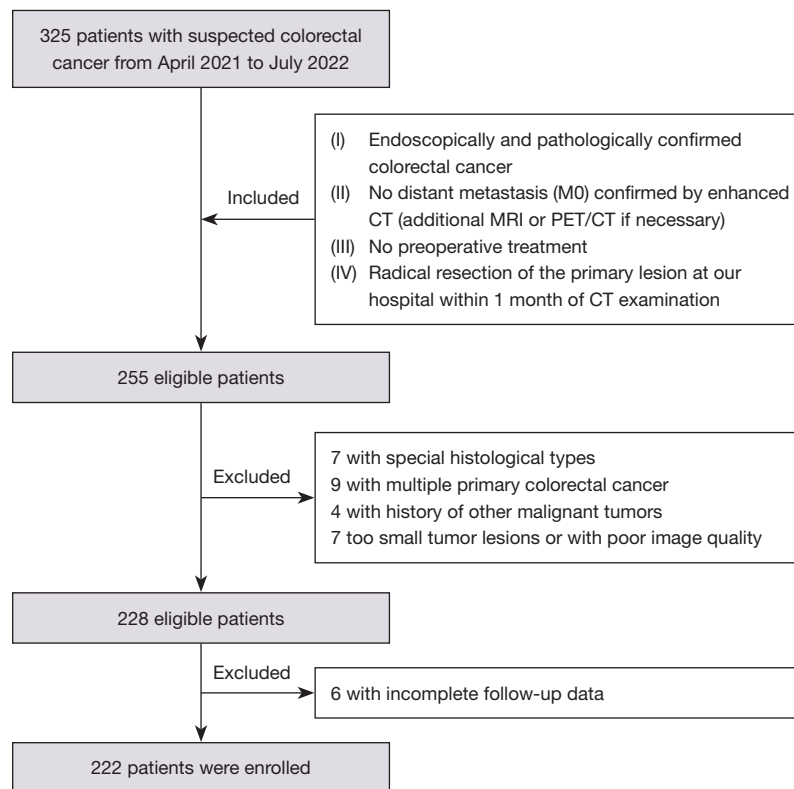 325 patients with suspected colorectal
cancer from April 2021 to July 2022
(I) Endoscopically and pathologically confirmed
colorectal cancer
(II) No distant metastasis (M0) confirmed by enhanced
CT (additional MRI or PET/CT if necessary)
(III) No preoperative treatment
(IV) Radical resection of the primary lesion at our
hospital within 1 month of CT examination
Included
255 eligible patients
Excluded
7 with special histological types
9 with multiple primary colorectal cancer
4 with history of other malignant tumors
7 too small tumor lesions or with poor image quality
228 eligible patients
Excluded
6 with incomplete follow-up data
222 patients were enrolled